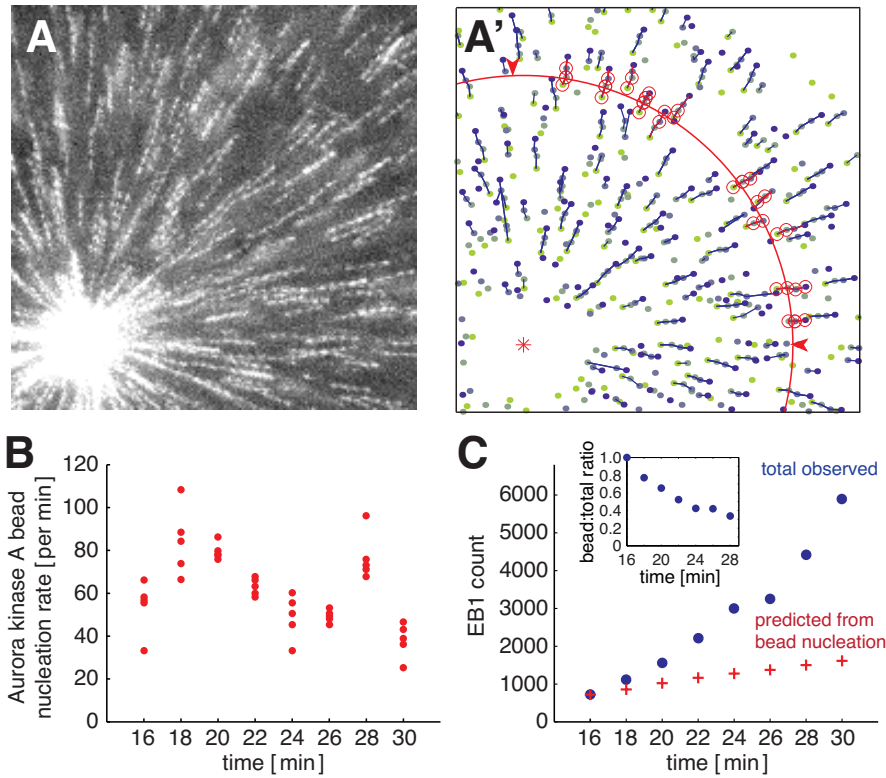 A
A'
B
Aurora kinase A bead
nucleation rate [per min]
120
100
80
60
40
20
0
16 18 20 22 24 26 28 30
time [min]
C
EB1 count
6000
5000
4000
3000
2000
1000
0
16 18 20 22 24 26 28 30
time [min]
total observed
predicted from
bead nucleation
bead:total ratio
1.0
0.8
0.6
0.4
0.2
0
16 20 24 28
time [min]